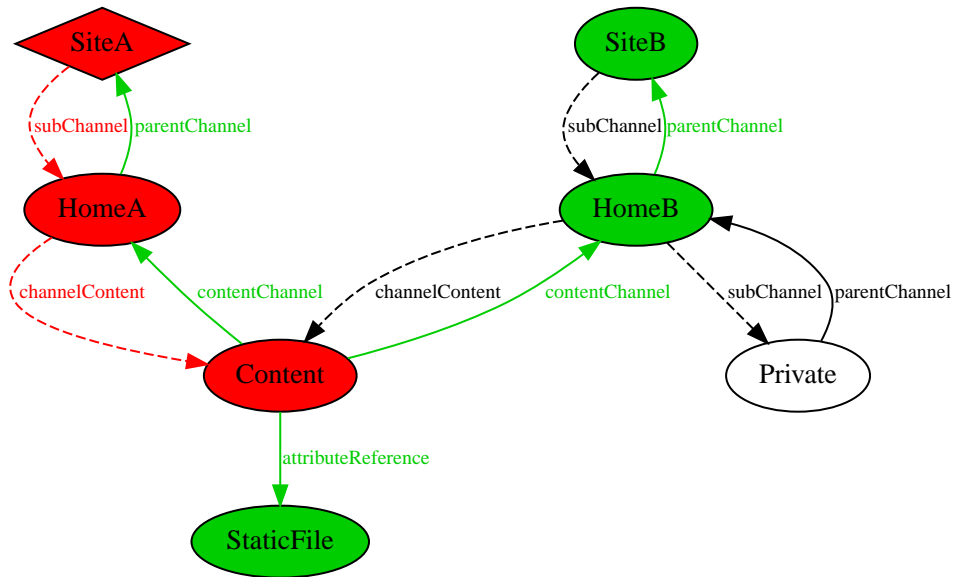 SiteA
SiteB
subChannel
parentChannel
subChannel
parentChannel
HomeA
HomeB
channelContent
contentChannel
channelContent
contentChannel
subChannel
parentChannel
Content
Private
attributeReference
StaticFile